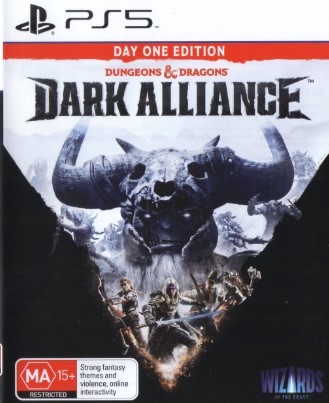 PS5
DAY ONE EDITION
DUNGEONS & DRAGONS
DARK ALLIANCE™
MA 15+
RESTRICTED
Strong fantasy
themes and
violence, online
interactivity
WIZARDS
OF THE COAST